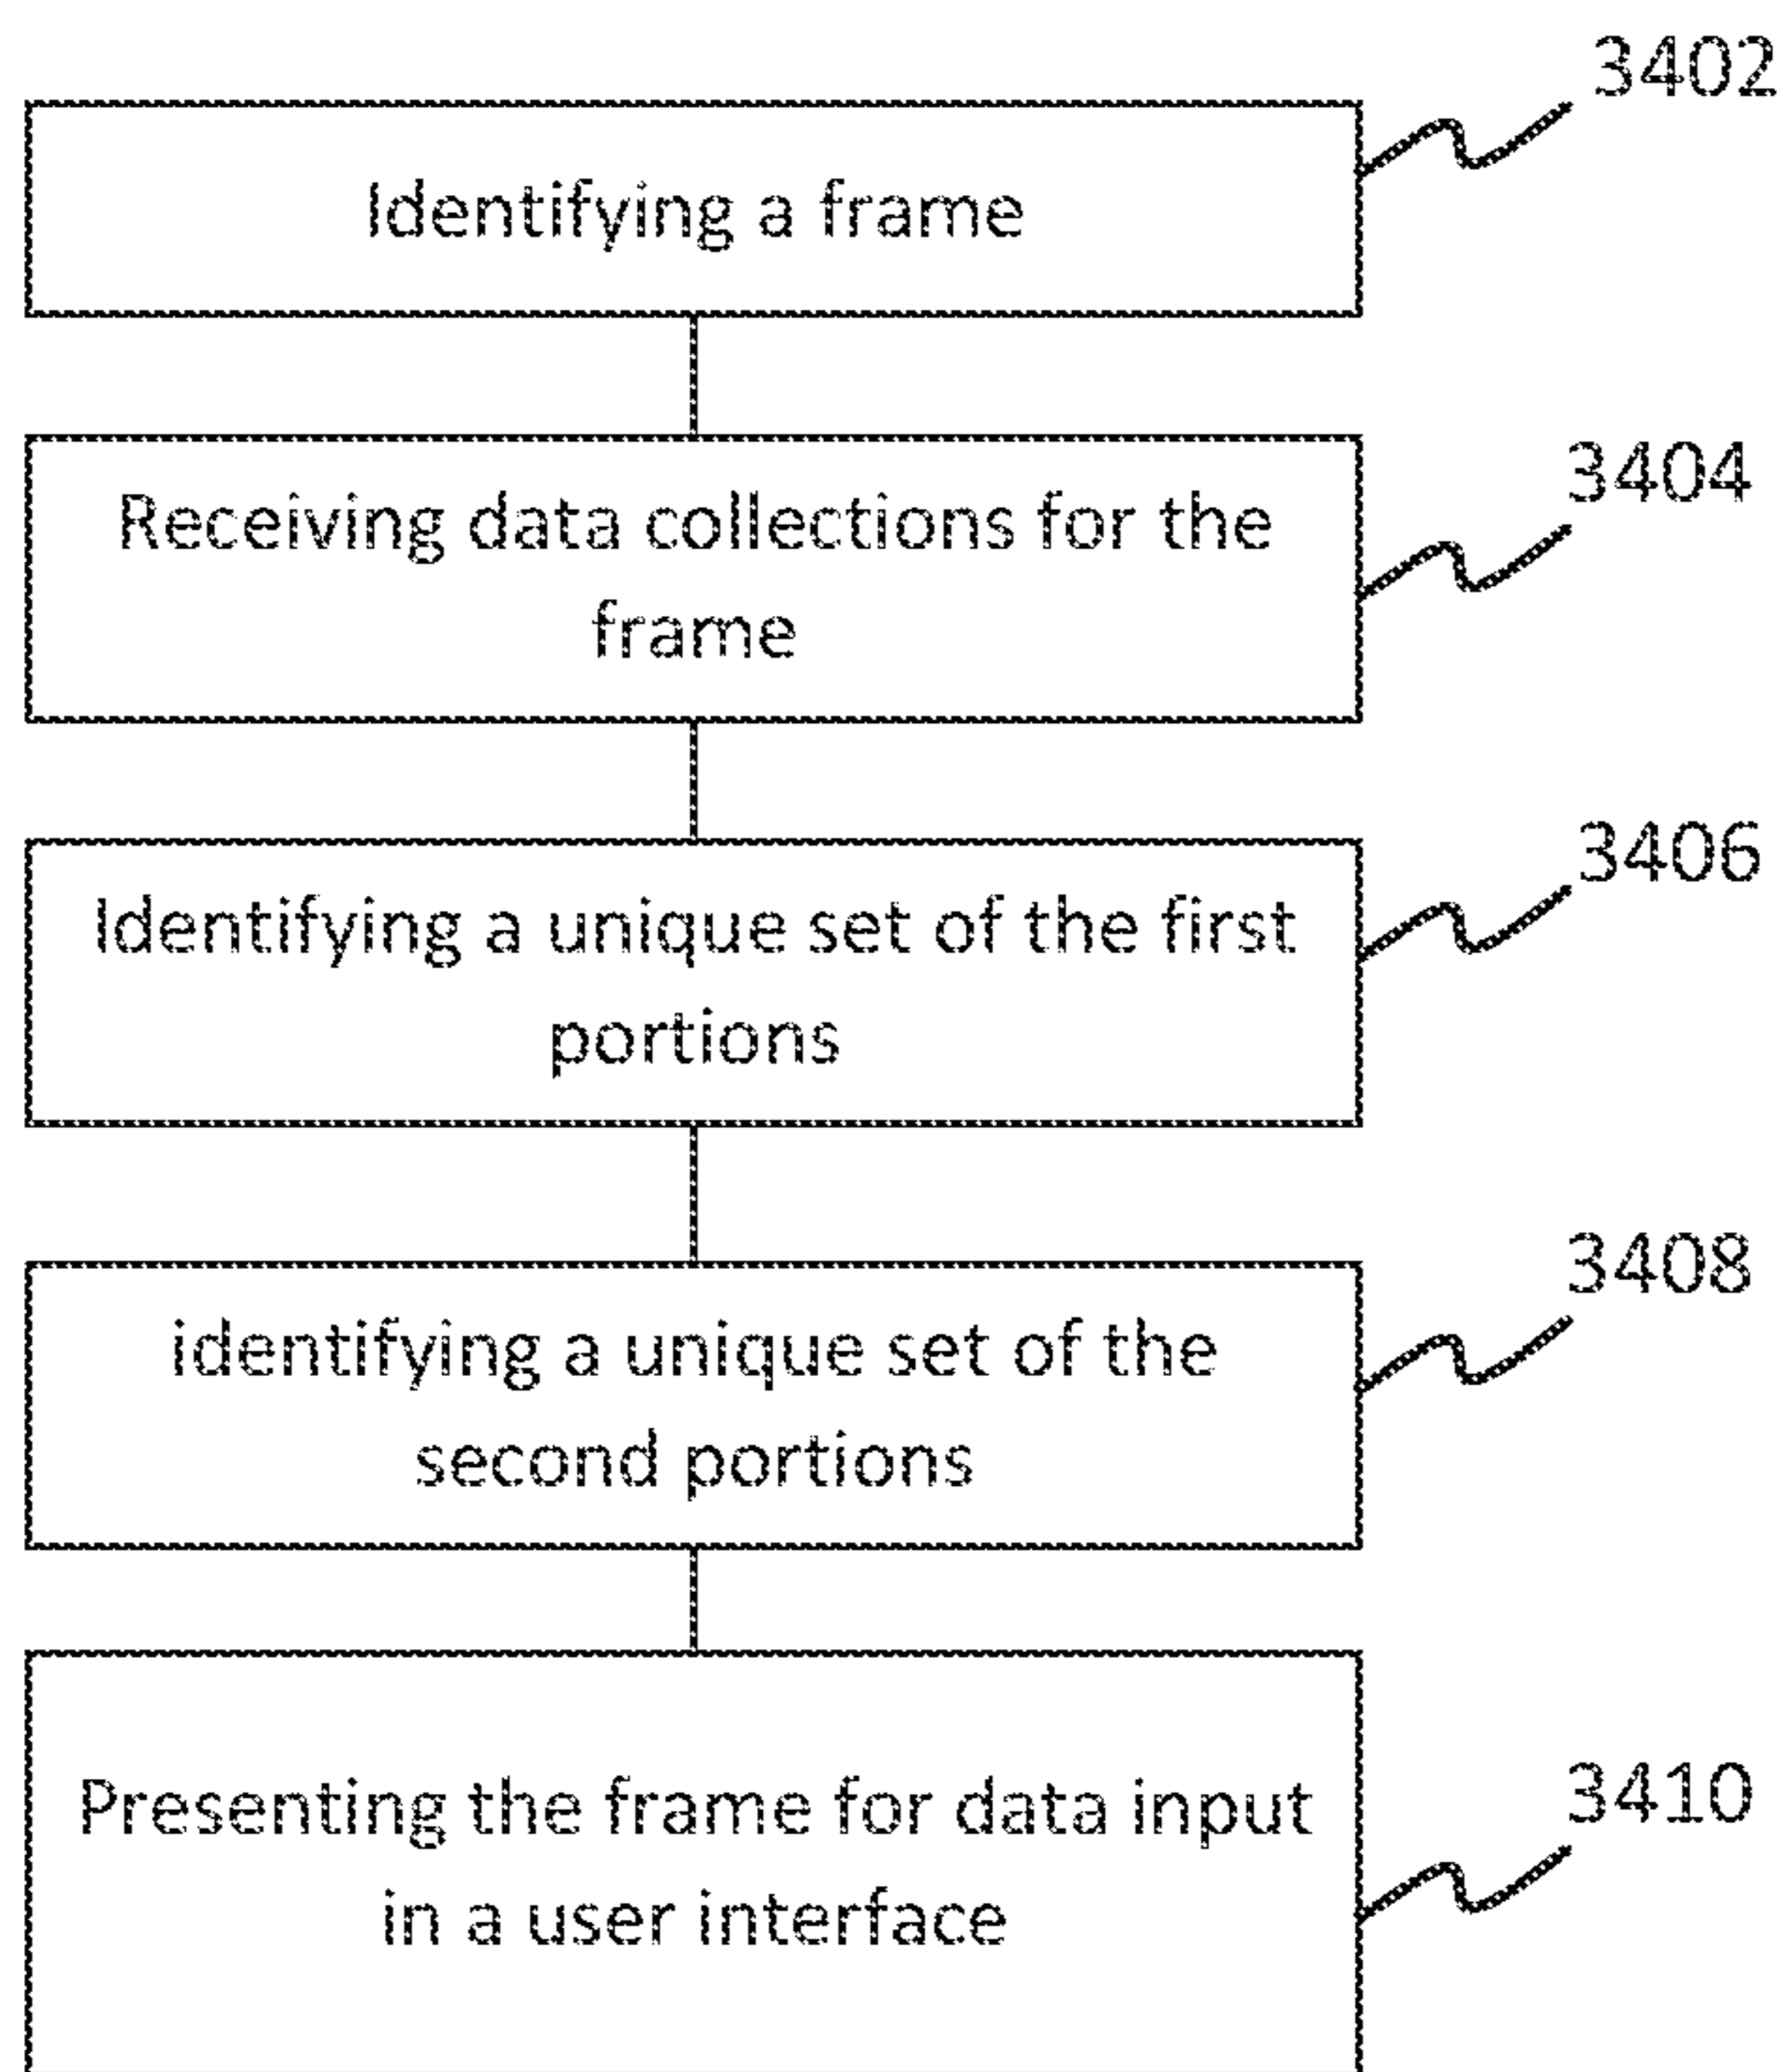 3402
Identifying a frame
3404
Receiving data collections for the
frame
3406
Identifying a unique set of the first
portions
3408
identifying a unique set of the
second portions
3410
Presenting the frame for data input
in a user interface